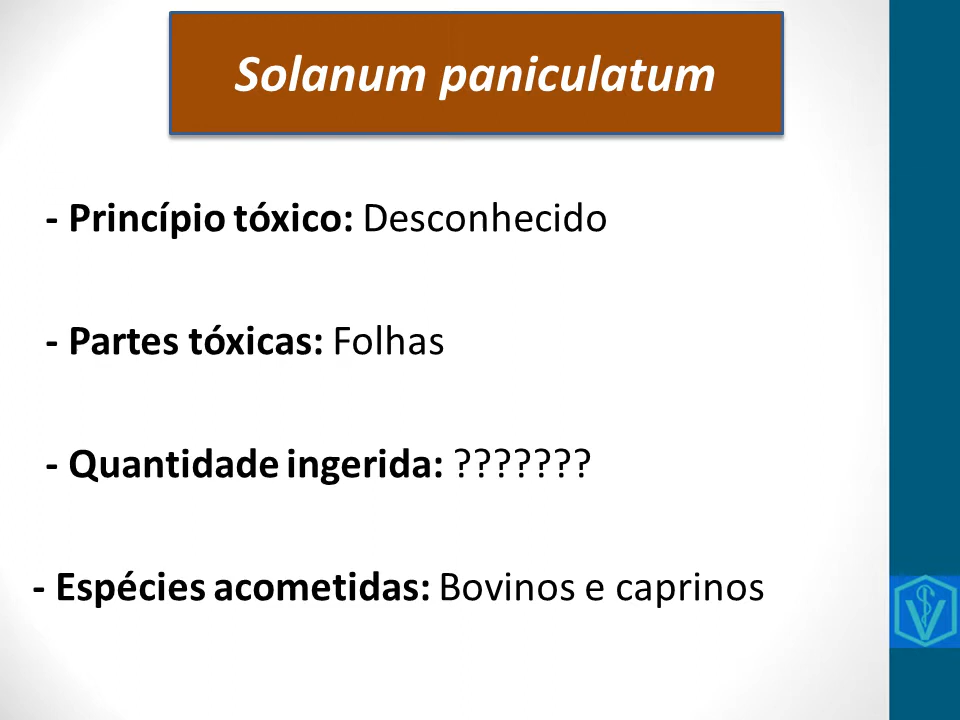 Solanum paniculatum
- Princípio tóxico: Desconhecido
- Partes tóxicas: Folhas
- Quantidade ingerida: ???????
- Espécies acometidas: Bovinos e caprinos